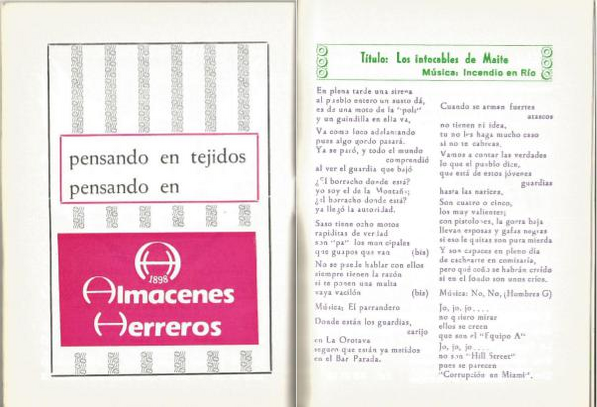 pensando en tejidos
pensando en
1898
Almacenes
Herreros
Título: Los intocables de Maite
Música: Incendio en Río
En plena tarde una sirena
al pueblo entero un susto dá,
es de una moto de la "poli"
y un guindilla en ella va,
Va como loco adelantando
pues algo gordo pasará.
Ya se paró, y todo el mundo
comprendió
al ver el guardia que bajó
¿El borracho donde está?
yo soy el de la Montaña;
¿el borracho donde está?
ya llegó la autoridad.
Saso tiene ocho motos
rapiditas de verdad
son "pa" los municipales
que guapos que van (bis)
No se puede hablar con ellos
siempre tienen la razón
si te ponen una multa
vaya vacilón (bis)
Música: El parrandero
Donde están los guardias,
carijo
en La Orotava
seguro que están ya metidos
en el Bar Parada.
Cuando se arman fuertes
atascos
no tienen ni idea,
tu no les haga mucho caso
si no te cabreas.
Vamos a contar las verdades
lo que el pueblo dice,
que está de estos jóvenes
guardias
hasta las narices,
Son cuatro o cinco,
los muy valientes;
con pistolones, la gorra baja
llevan esposas y gafas negras
si eso le quitas son pura mierda
Y son capaces en pleno día
de cachearte en comisaría,
pero qué coño se habrán creido
si en el fondo son unos crios.
Música: No, No, (Hombres G)
Jo, jo, jo....
no quiero mirar
ellos se creen
que son el "Equipo A"
Jo, jo, jo....
no son "Hill Street"
pues se parecen
"Corrupción en Miami".